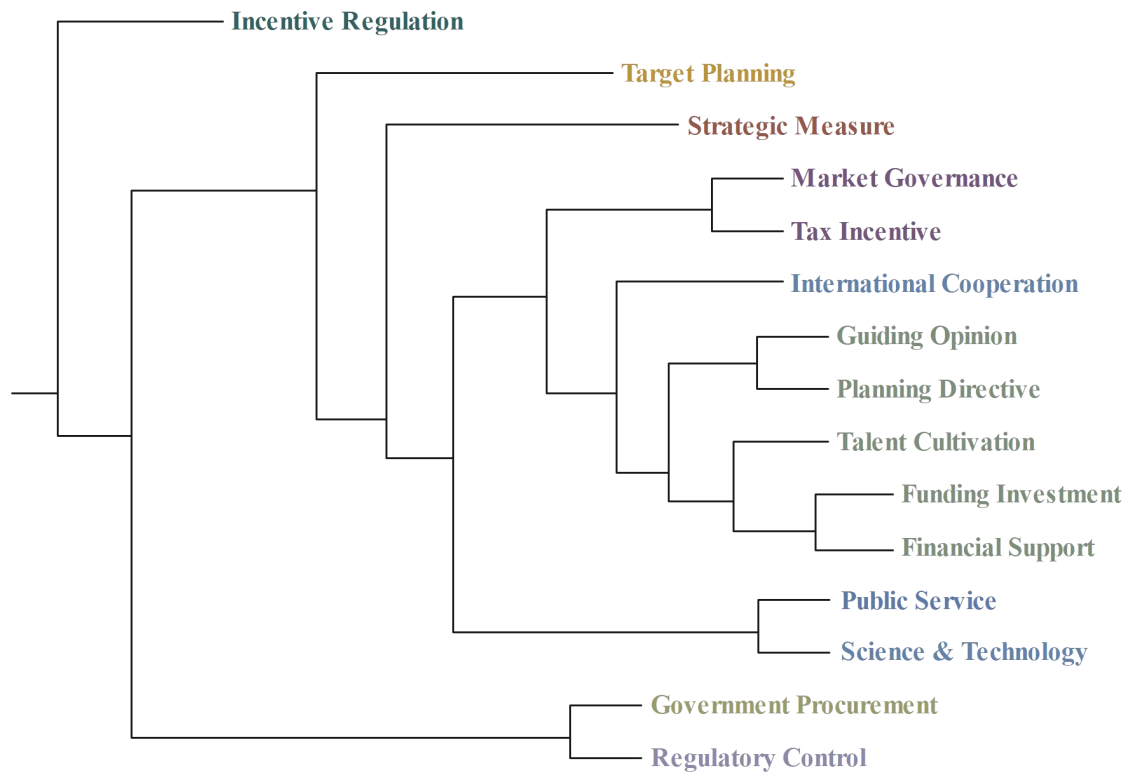 Incentive Regulation
Target Planning
Strategic Measure
Market Governance
Tax Incentive
International Cooperation
Guiding Opinion
Planning Directive
Talent Cultivation
Funding Investment
Financial Support
Public Service
Science & Technology
Government Procurement
Regulatory Control